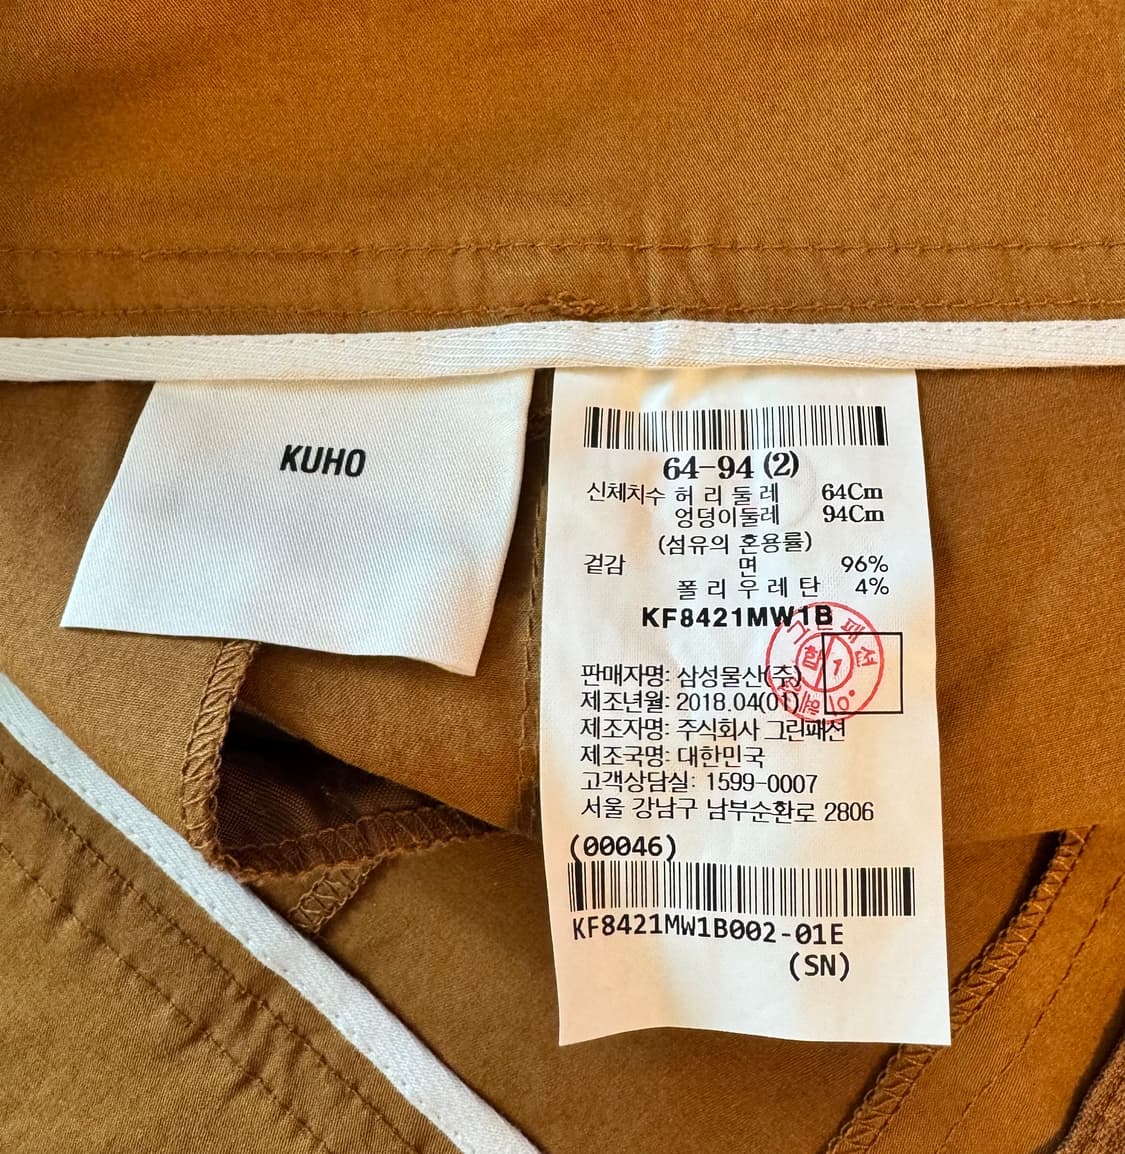 KUHO
64-94 (2)
신체치수 허리둘레 64Cm
엉덩이둘레 94Cm
(섬유의 혼용률)
겉감 면 96%
폴리우레탄 4%
KF8421MW1B
판매자명: 삼성물산(주)
제조년월: 2018.04(01)
제조자명: 주식회사 그린패션
제조국명: 대한민국
고객상담실: 1599-0007
서울 강남구 남부순환로 2806
(00046)
KF8421MW1B002-01E
(SN)